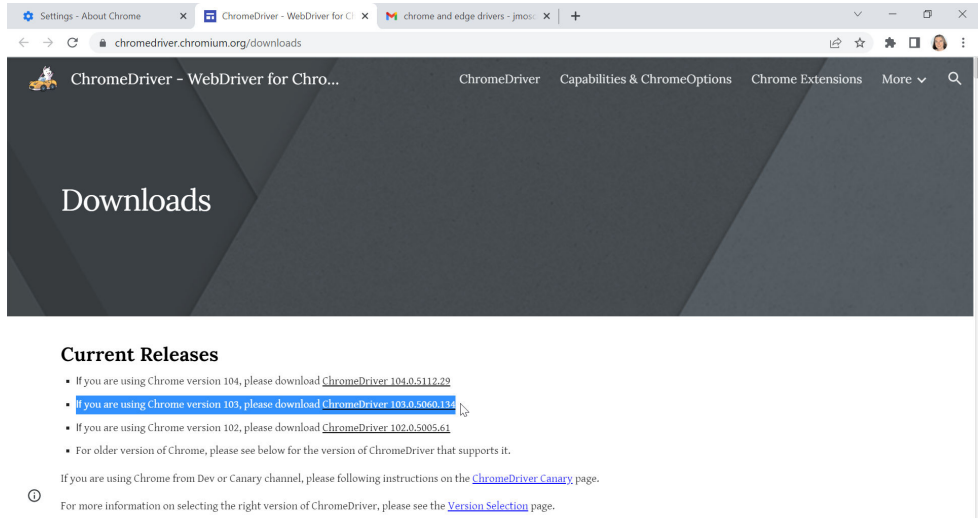 Settings - About Chrome
ChromeDriver - WebDriver for Ch
chrome and edge drivers - jmosc
chromedriver.chromium.org/downloads
ChromeDriver - WebDriver for Chro...
ChromeDriver
Capabilities & ChromeOptions
Chrome Extensions
More
Downloads
Current Releases
If you are using Chrome version 104, please download ChromeDriver 104.0.5112.29
If you are using Chrome version 103, please download ChromeDriver 103.0.5060.134
If you are using Chrome version 102, please download ChromeDriver 102.0.5005.61
For older version of Chrome, please see below for the version of ChromeDriver that supports it.
If you are using Chrome from Dev or Canary channel, please following instructions on the ChromeDriver Canary page.
For more information on selecting the right version of ChromeDriver, please see the Version Selection page.